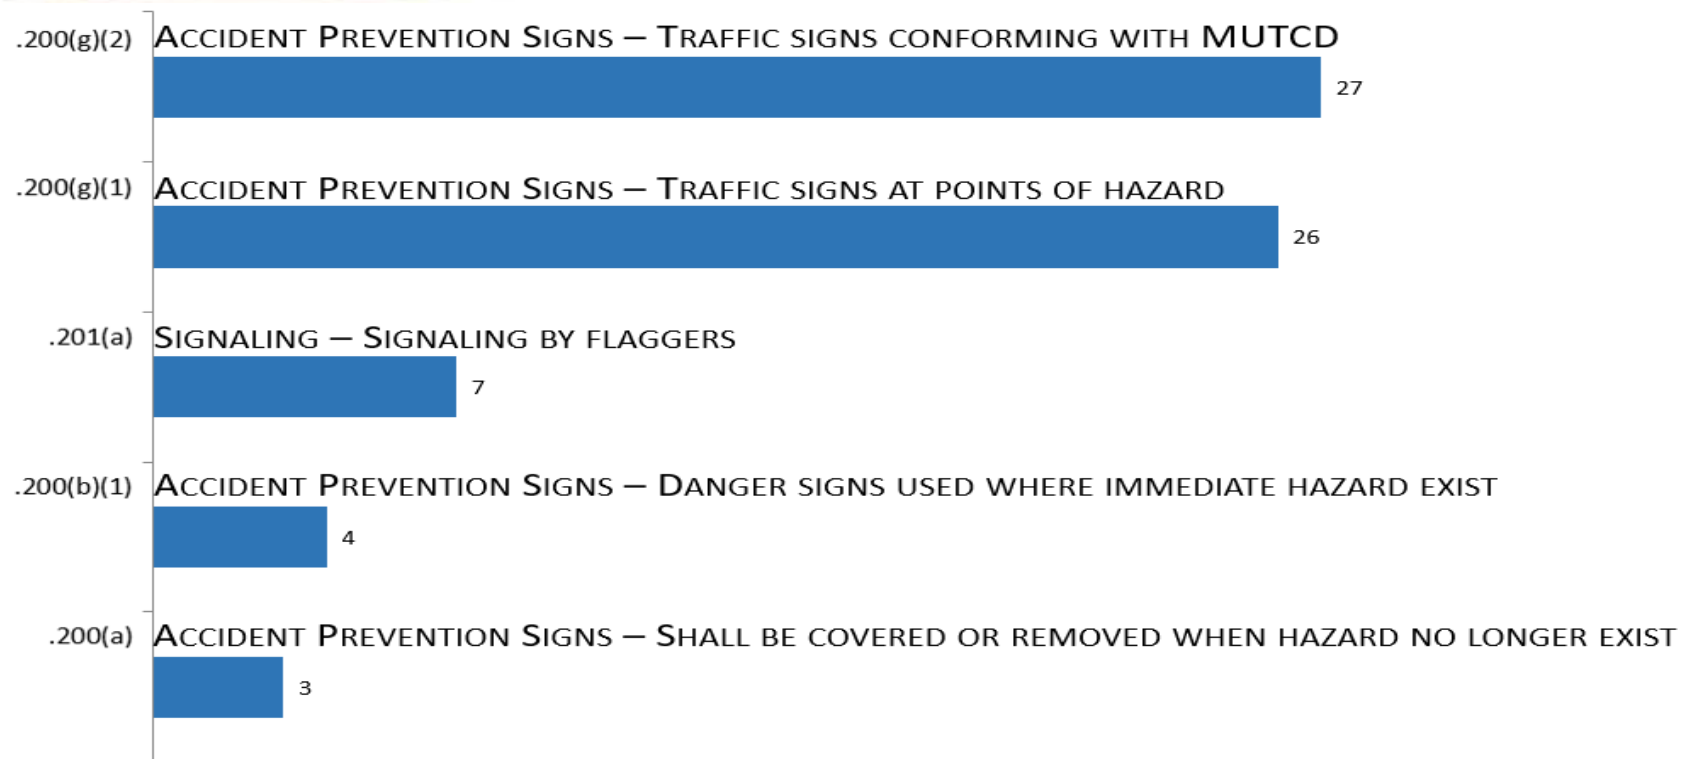 .200(g)(2) Accident Prevention Signs – Traffic signs conforming with MUTCD
27
.200(g)(1) Accident Prevention Signs – Traffic signs at points of hazard
26
.201(a) Signaling – Signaling by flaggers
7
.200(b)(1) Accident Prevention Signs – Danger signs used where immediate hazard exist
4
.200(a) Accident Prevention Signs – Shall be covered or removed when hazard no longer exist
3